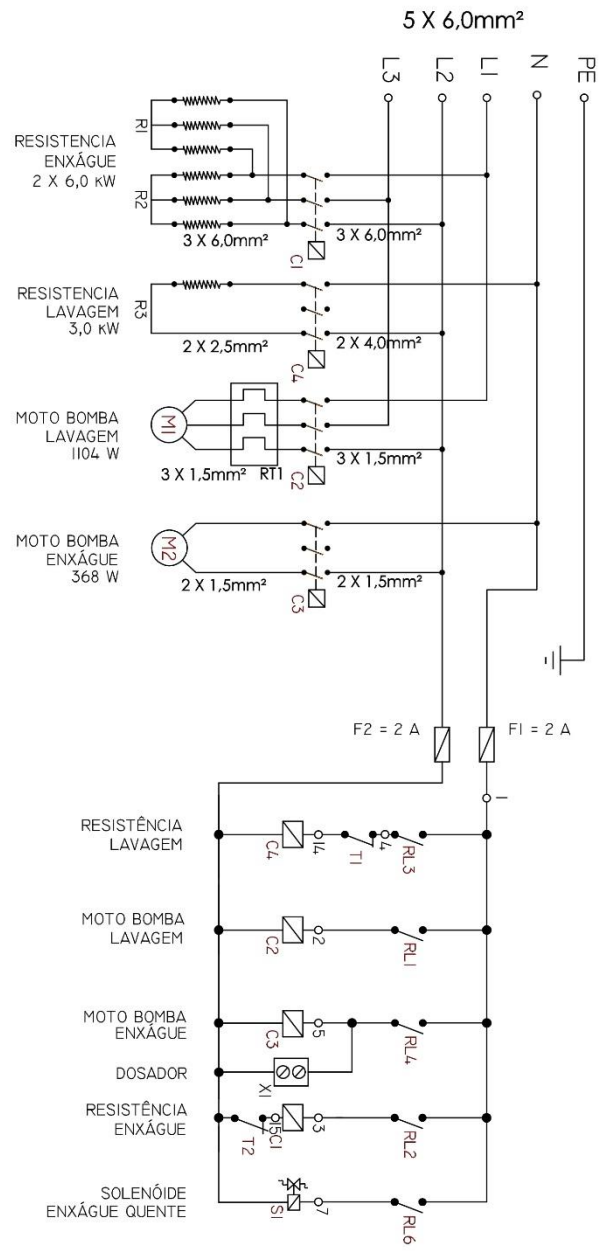 5 X 6,0mm²
L3
L2
L1
N
PE
R1
RESISTENCIA
ENXÁGUE
2 X 6,0 KW
R2
3 X 6,0mm²
3 X 6,0mm²
C1
RESISTENCIA
LAVAGEM
3,0 KW
R3
2 X 2,5mm²
2 X 4,0mm²
C4
MOTO BOMBA
LAVAGEM
1104 W
M1
3 X 1,5mm²
RT1
3 X 1,5mm²
C2
MOTO BOMBA
ENXÁGUE
368 W
M2
2 X 1,5mm²
2 X 1,5mm²
C3
F2 = 2 A
F1 = 2 A
1
RESISTÊNCIA
LAVAGEM
C4
14
T1
4
RL3
MOTO BOMBA
LAVAGEM
C2
2
RL1
MOTO BOMBA
ENXÁGUE
C3
5
RL4
DOSADOR
X1
RESISTÊNCIA
ENXÁGUE
T2
15
C1
3
RL2
SOLENÓIDE
ENXÁGUE QUENTE
S1
7
RL6